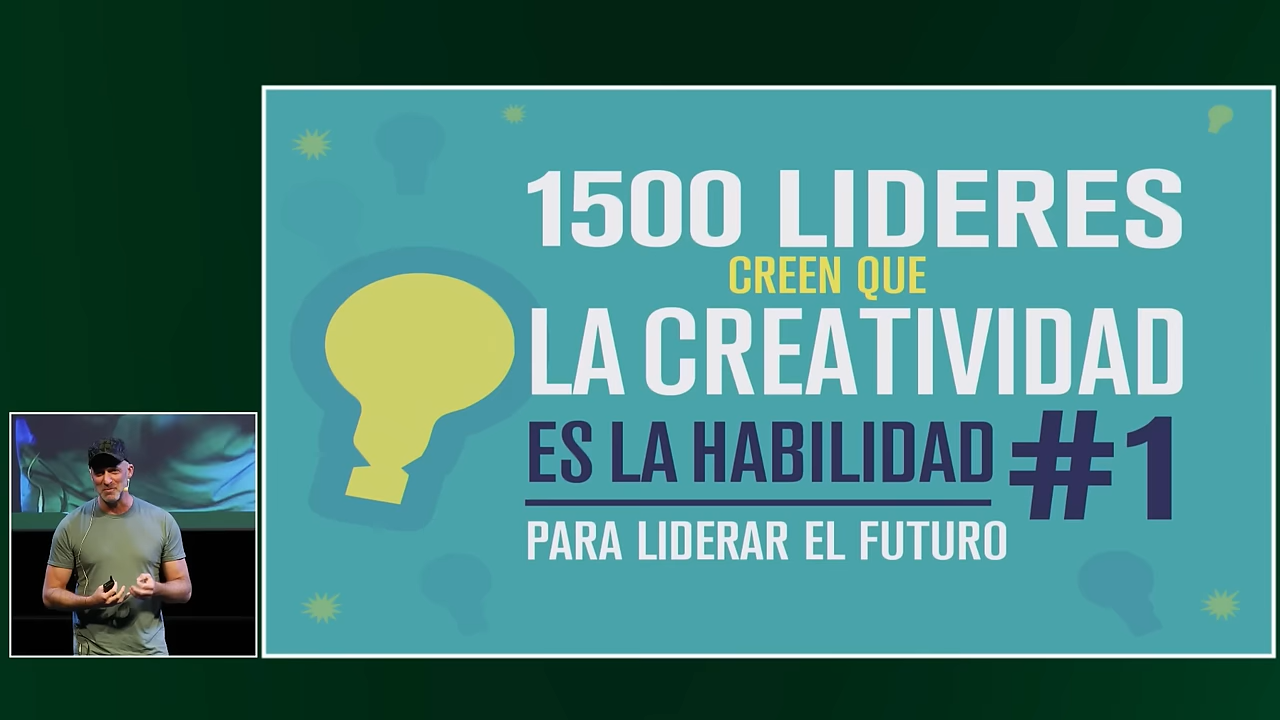 1500 LIDERES
CREEN QUE
LA CREATIVIDAD
ES LA HABILIDAD #1
PARA LIDERAR EL FUTURO